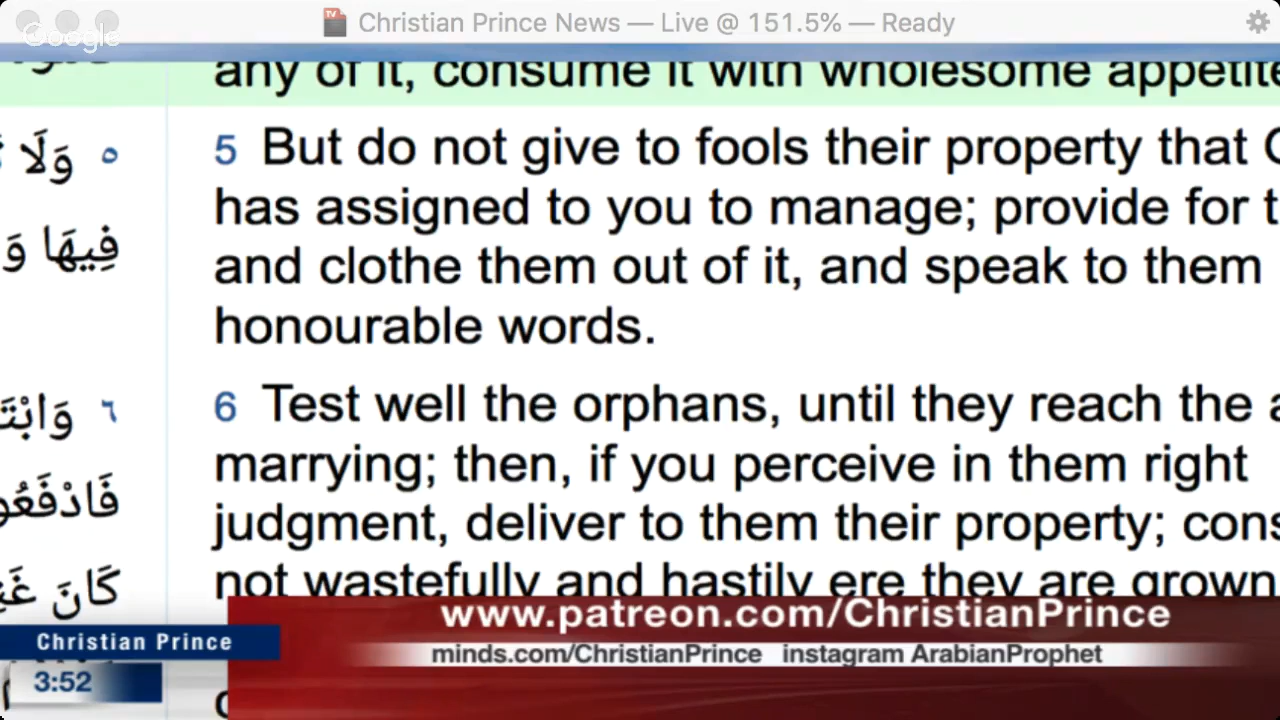 Christian Prince News — Live @ 151.5% — Ready
Google
any of it, consume it with wholesome appetite
5 But do not give to fools their property that G
٥ وَلَا
has assigned to you to manage; provide for t
فِيهَا وَ
and clothe them out of it, and speak to them
honourable words.
6 Test well the orphans, until they reach the a
٦ وَابْتَ
marrying; then, if you perceive in them right
judgment, deliver to them their property; cons
فَادْفَعُو
not wastefully and hastily ere they are grown
كَانَ غَ
www.patreon.com/ChristianPrince
Christian Prince
minds.com/ChristianPrince instagram ArabianProphet
3:52